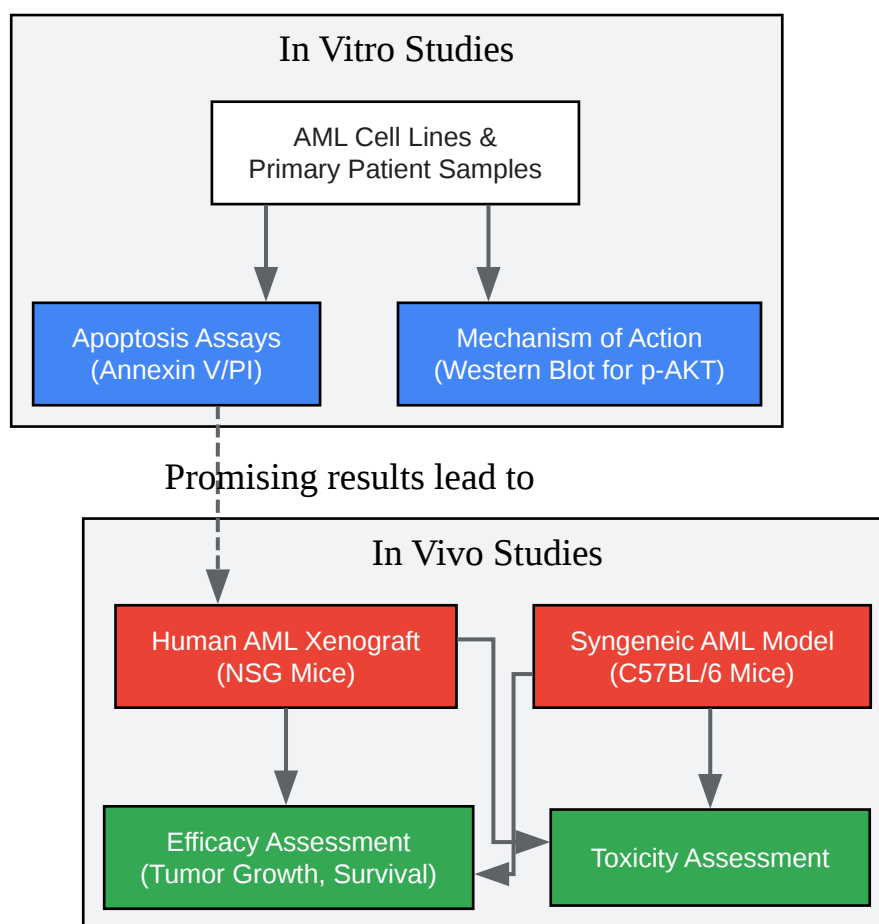 In Vitro Studies
AML Cell Lines &
Primary Patient Samples
Apoptosis Assays
(Annexin V/PI)
Mechanism of Action
(Western Blot for p-AKT)
Promising results lead to
In Vivo Studies
Human AML Xenograft
(NSG Mice)
Syngeneic AML Model
(C57BL/6 Mice)
Efficacy Assessment
(Tumor Growth, Survival)
Toxicity Assessment